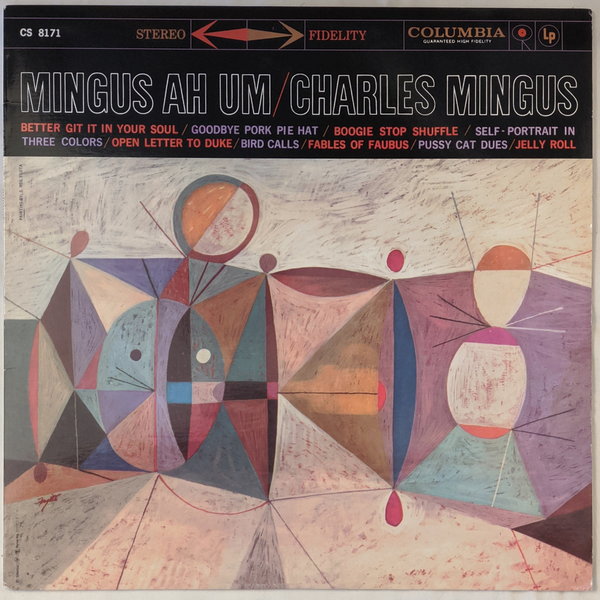 CS 8171 STEREO FIDELITY COLUMBIA Lp
GUARANTEED HIGH FIDELITY
MINGUS AH UM/CHARLES MINGUS
BETTER GIT IT IN YOUR SOUL / GOODBYE PORK PIE HAT / BOOGIE STOP SHUFFLE / SELF-PORTRAIT IN
THREE COLORS/OPEN LETTER TO DUKE/BIRD CALLS/FABLES OF FAUBUS/PUSSY CAT DUES/JELLY ROLL